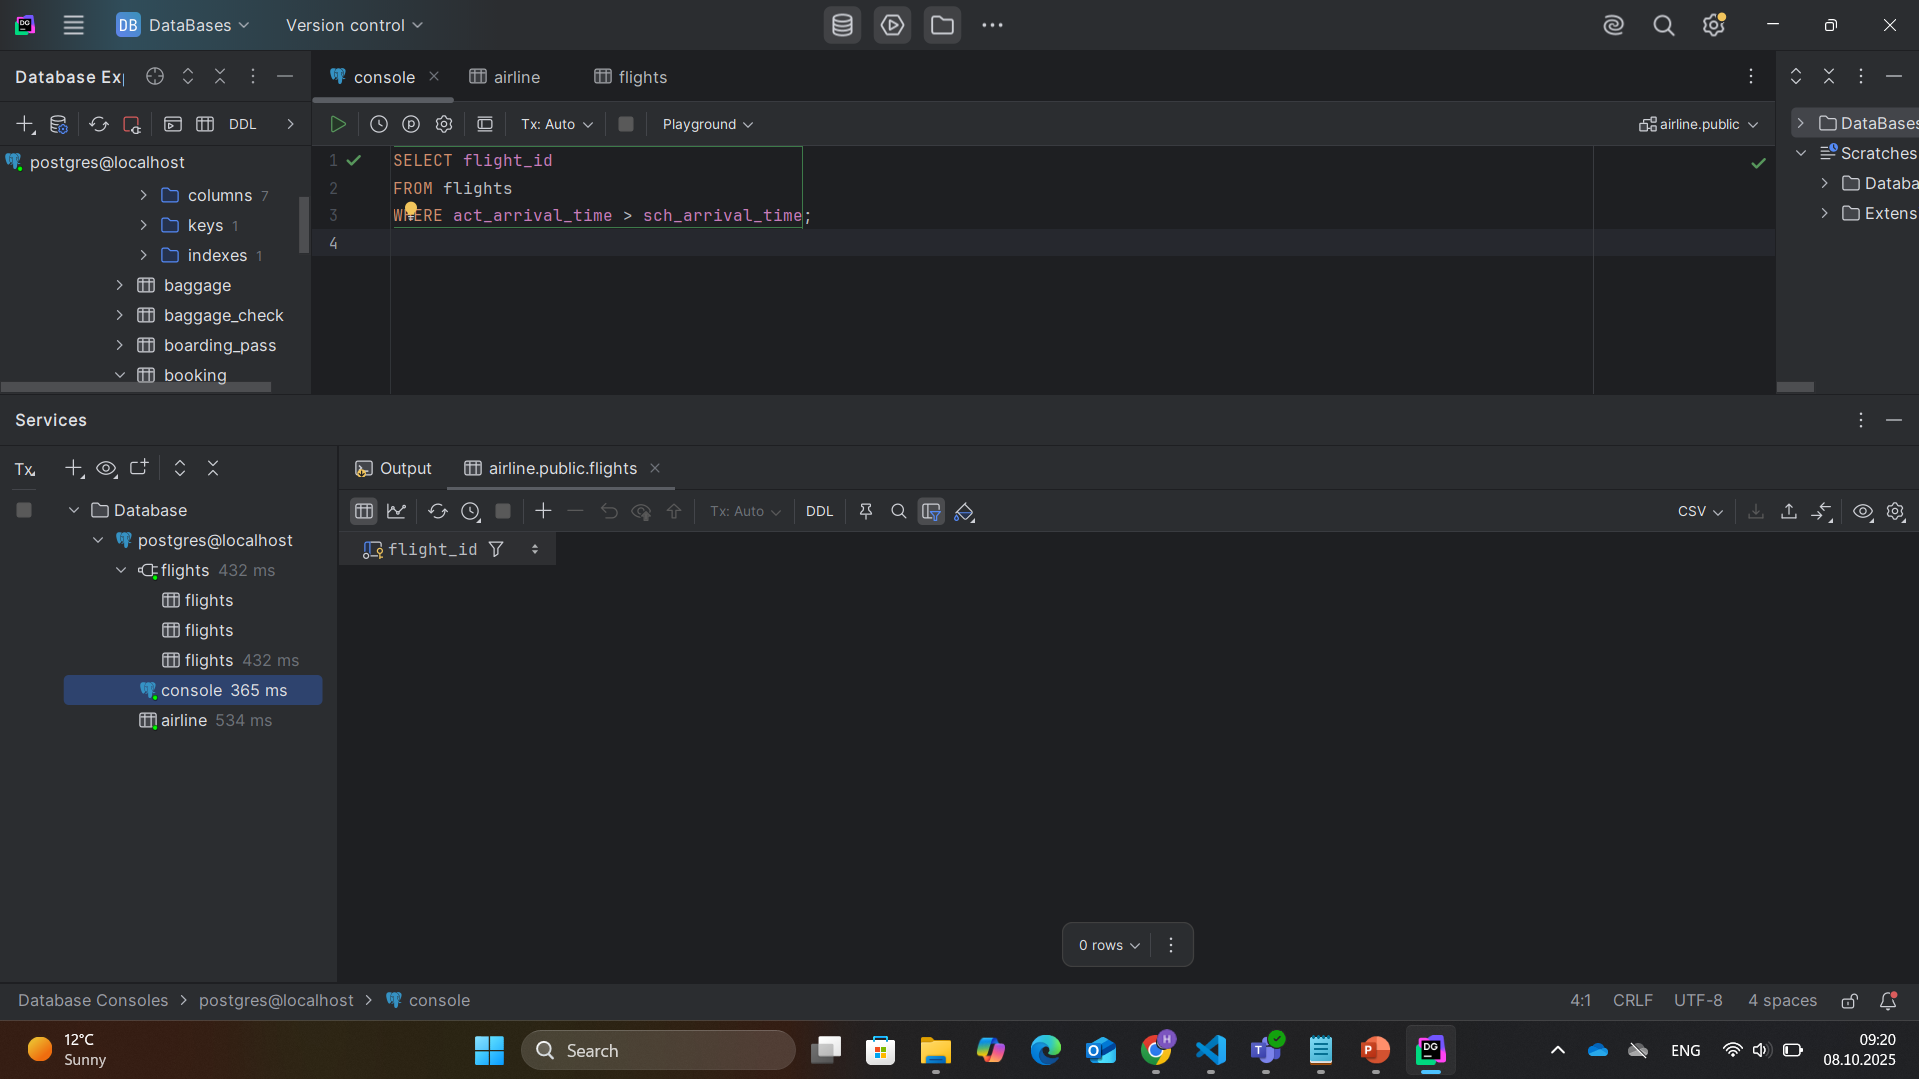 DB DataBases Version control
Database Exp
console airline flights
DDL
Tx: Auto Playground airline.public
postgres@localhost
columns 7
keys 1
indexes 1
baggage
baggage_check
boarding_pass
booking
1 SELECT flight_id
2 FROM flights
3 WHERE act_arrival_time > sch_arrival_time;
4
DataBases
Scratches
Databa
Extens
Services
Tx
Output airline.public.flights
Tx: Auto DDL CSV
Database
postgres@localhost
flights 432 ms
flights
flights
flights 432 ms
console 365 ms
airline 534 ms
flight_id
0 rows
Database Consoles > postgres@localhost > console
4:1 CRLF UTF-8 4 spaces
12°C
Sunny
Search
ENG
09:20
08.10.2025